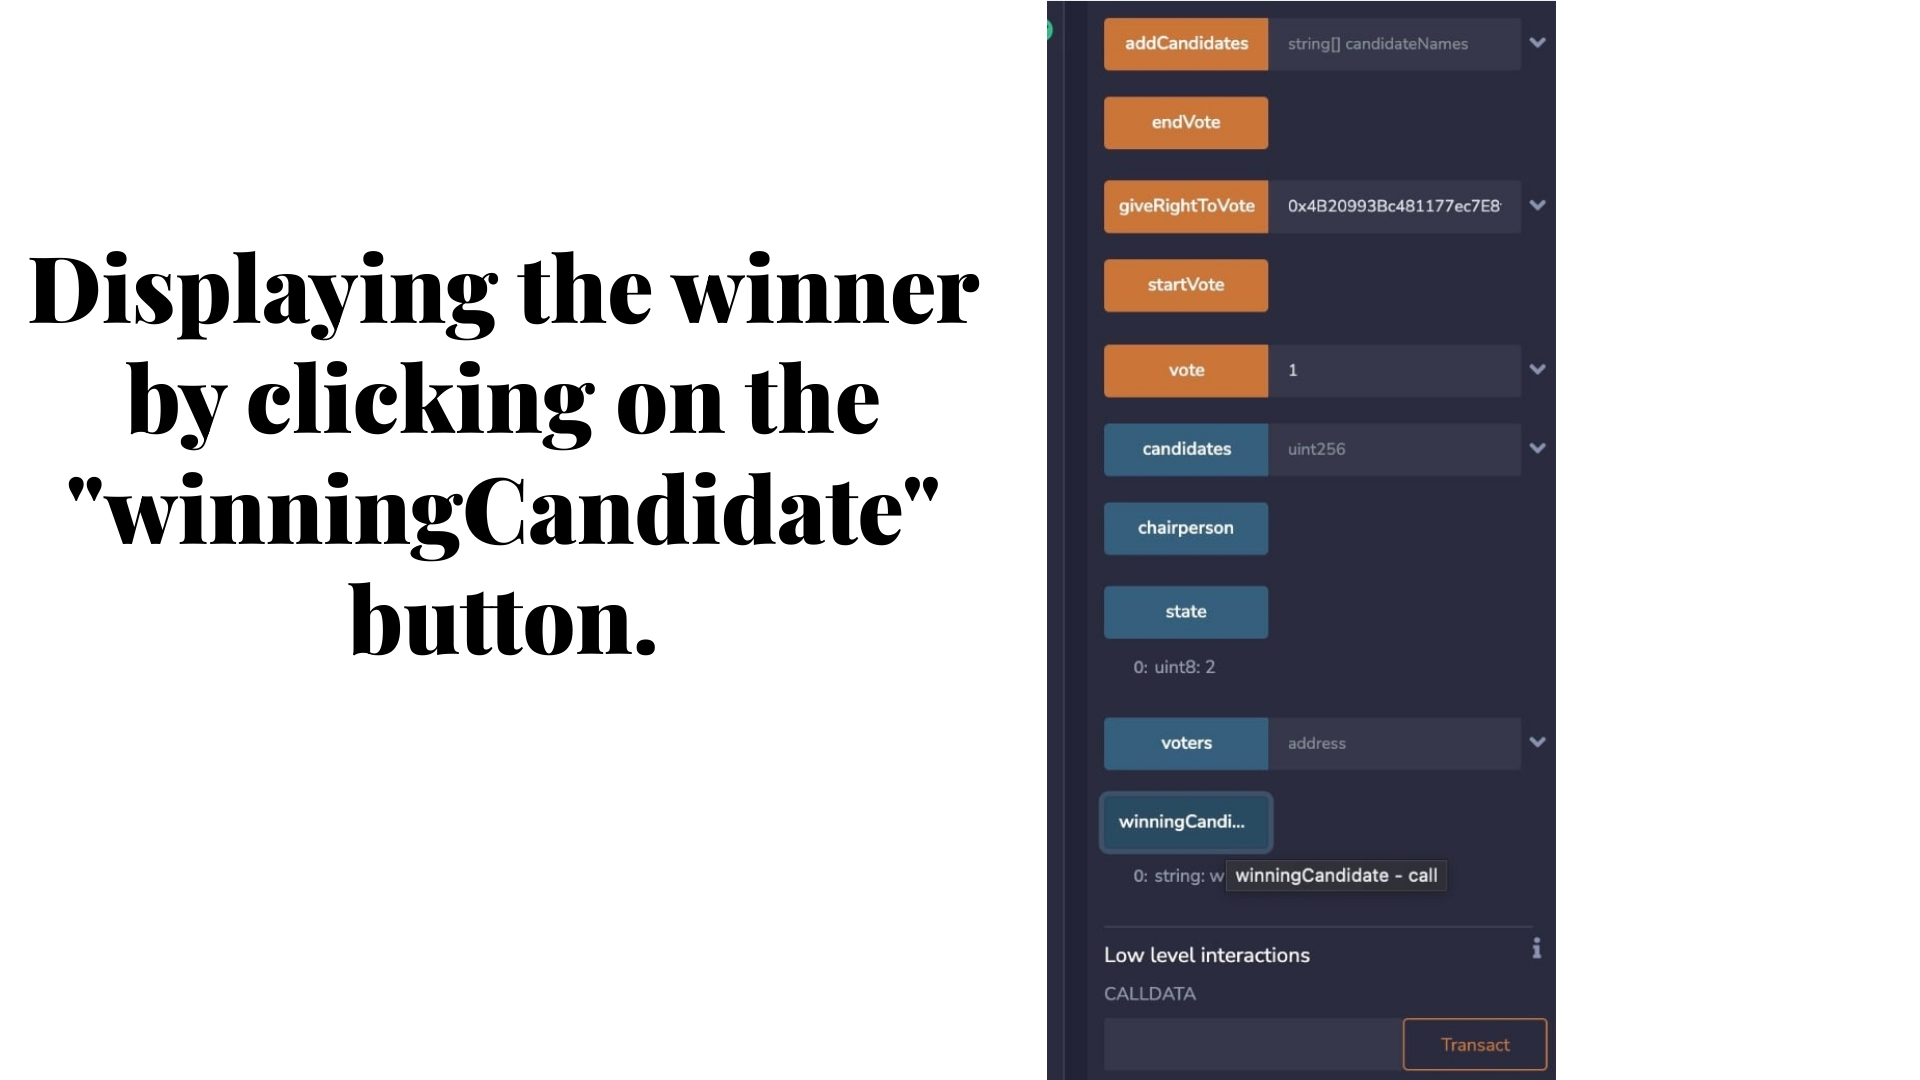 Displaying the winner
by clicking on the
"winningCandidate"
button.
addCandidates string[] candidateNames
endVote
giveRightToVote 0x4B20993Bc481177ec7E8
startVote
vote 1
candidates uint256
chairperson
state
0: uint8: 2
voters address
winningCandi...
0: string: w winningCandidate - call
Low level interactions
CALLDATA
Transact